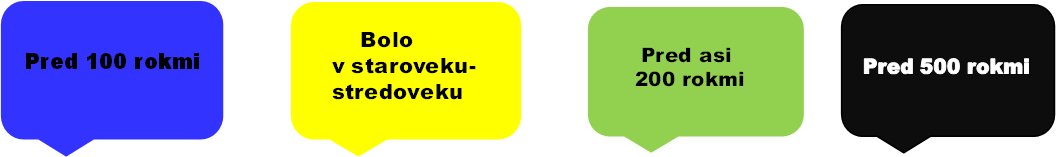 Pred 100 rokmi
Bolo
v staroveku-
stredoveku
Pred asi
200 rokmi
Pred 500 rokmi